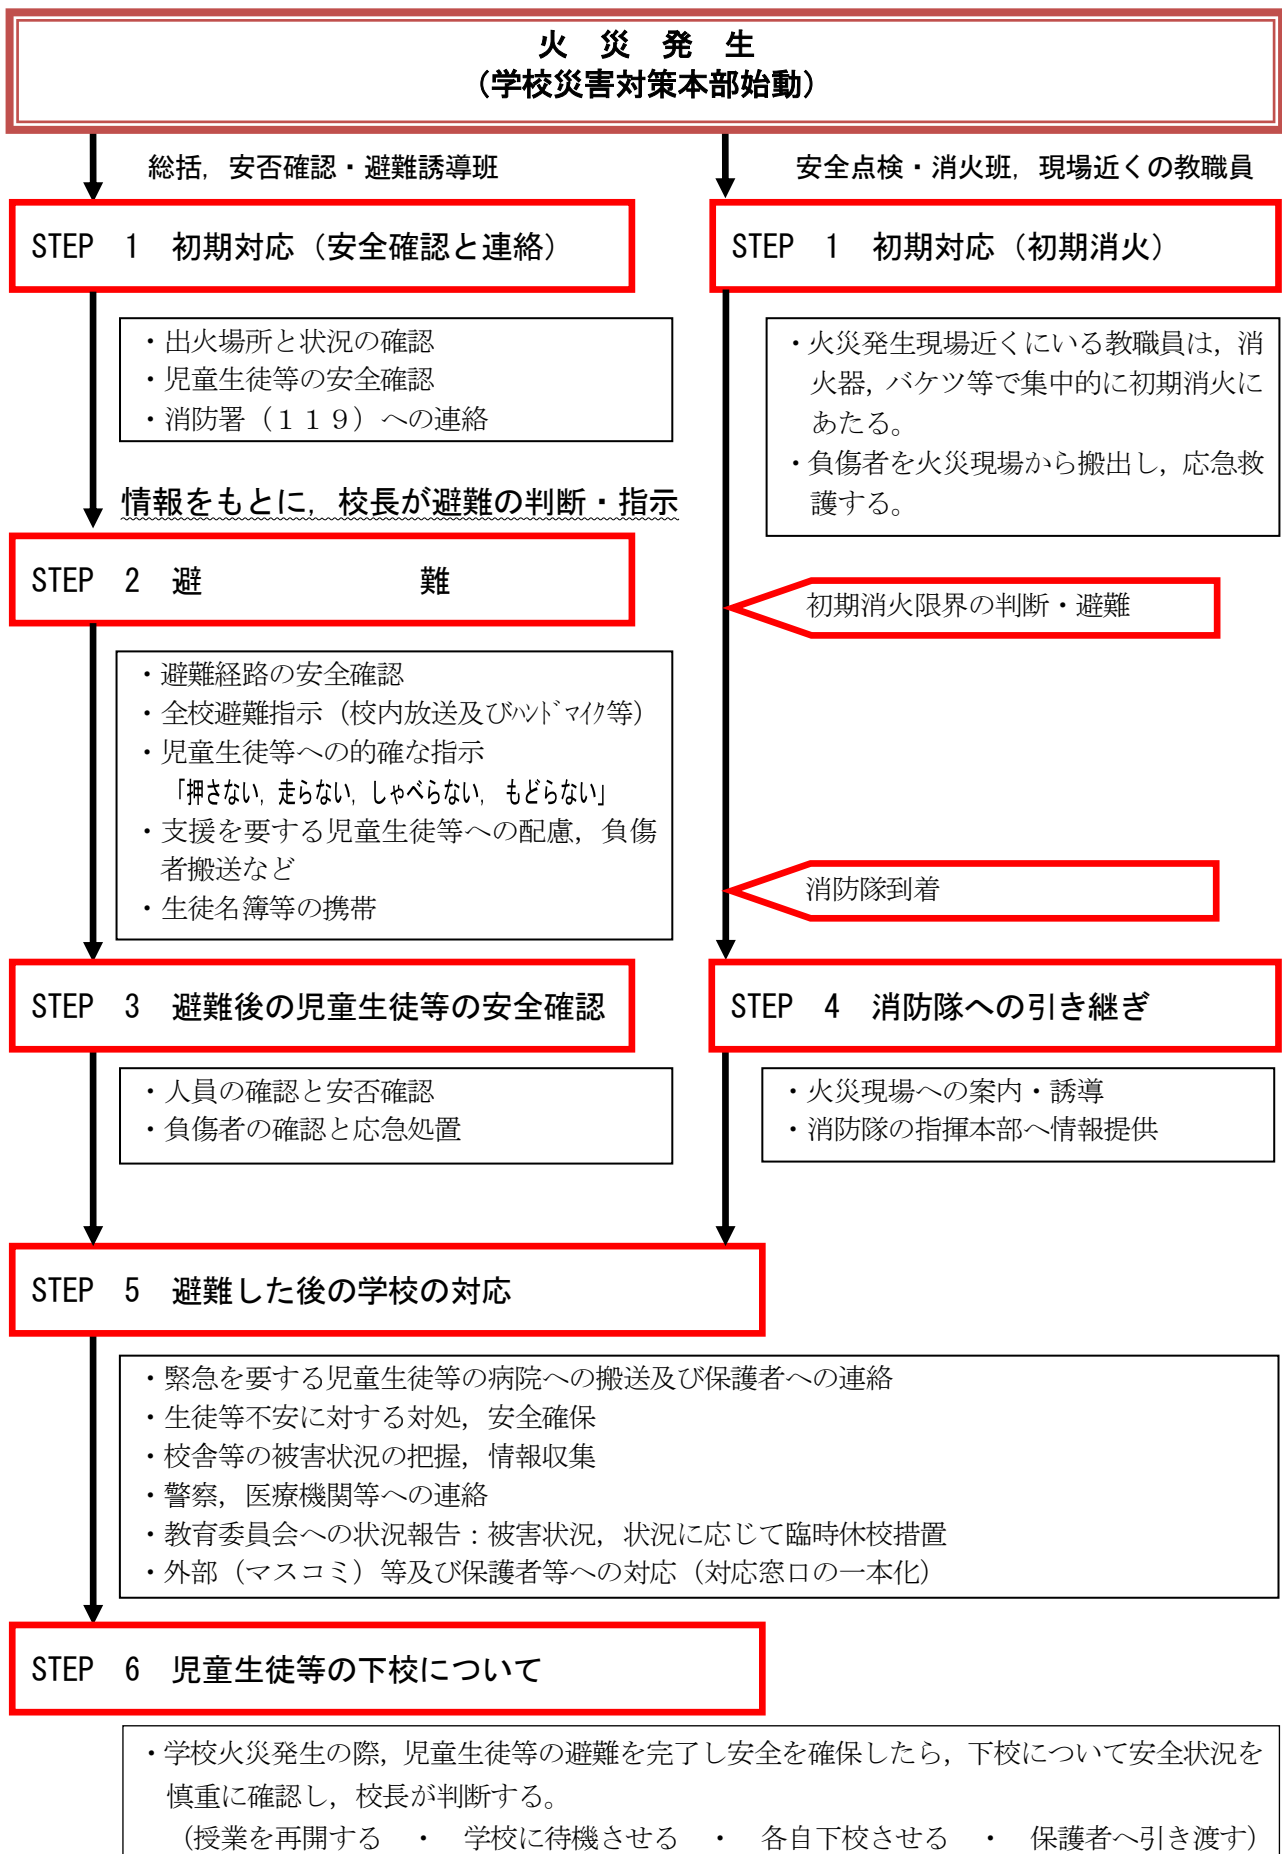 火　災　発　生
（学校災害対策本部始動）
総括，安否確認・避難誘導班
安全点検・消火班，現場近くの教職員
STEP　1　初期対応（安全確認と連絡）
STEP　1　初期対応（初期消火）
・出火場所と状況の確認
・児童生徒等の安全確認
・消防署（１１９）への連絡
・火災発生現場近くにいる教職員は，消
火器，バケツ等で集中的に初期消火に
あたる。
・負傷者を火災現場から搬出し，応急救
護する。
情報をもとに，校長が避難の判断・指示
STEP　2　避　　　　　　　難
初期消火限界の判断・避難
・避難経路の安全確認
・全校避難指示（校内放送及びﾊﾝﾄﾞﾏｲｸ等）
・児童生徒等への的確な指示
「押さない，走らない，しゃべらない，もどらない」
・支援を要する児童生徒等への配慮，負傷
者搬送など
・生徒名簿等の携帯
消防隊到着
STEP　3　避難後の児童生徒等の安全確認
STEP　4　消防隊への引き継ぎ
・人員の確認と安否確認
・負傷者の確認と応急処置
・火災現場への案内・誘導
・消防隊の指揮本部へ情報提供
STEP　5　避難した後の学校の対応
・緊急を要する児童生徒等の病院への搬送及び保護者への連絡
・生徒等不安に対する対処，安全確保
・校舎等の被害状況の把握，情報収集
・警察，医療機関等への連絡
・教育委員会への状況報告：被害状況，状況に応じて臨時休校措置
・外部（マスコミ）等及び保護者等への対応（対応窓口の一本化）
STEP　6　児童生徒等の下校について
・学校火災発生の際，児童生徒等の避難を完了し安全を確保したら，下校について安全状況を
慎重に確認し，校長が判断する。
（授業を再開する　・　学校に待機させる　・　各自下校させる　・　保護者へ引き渡す）